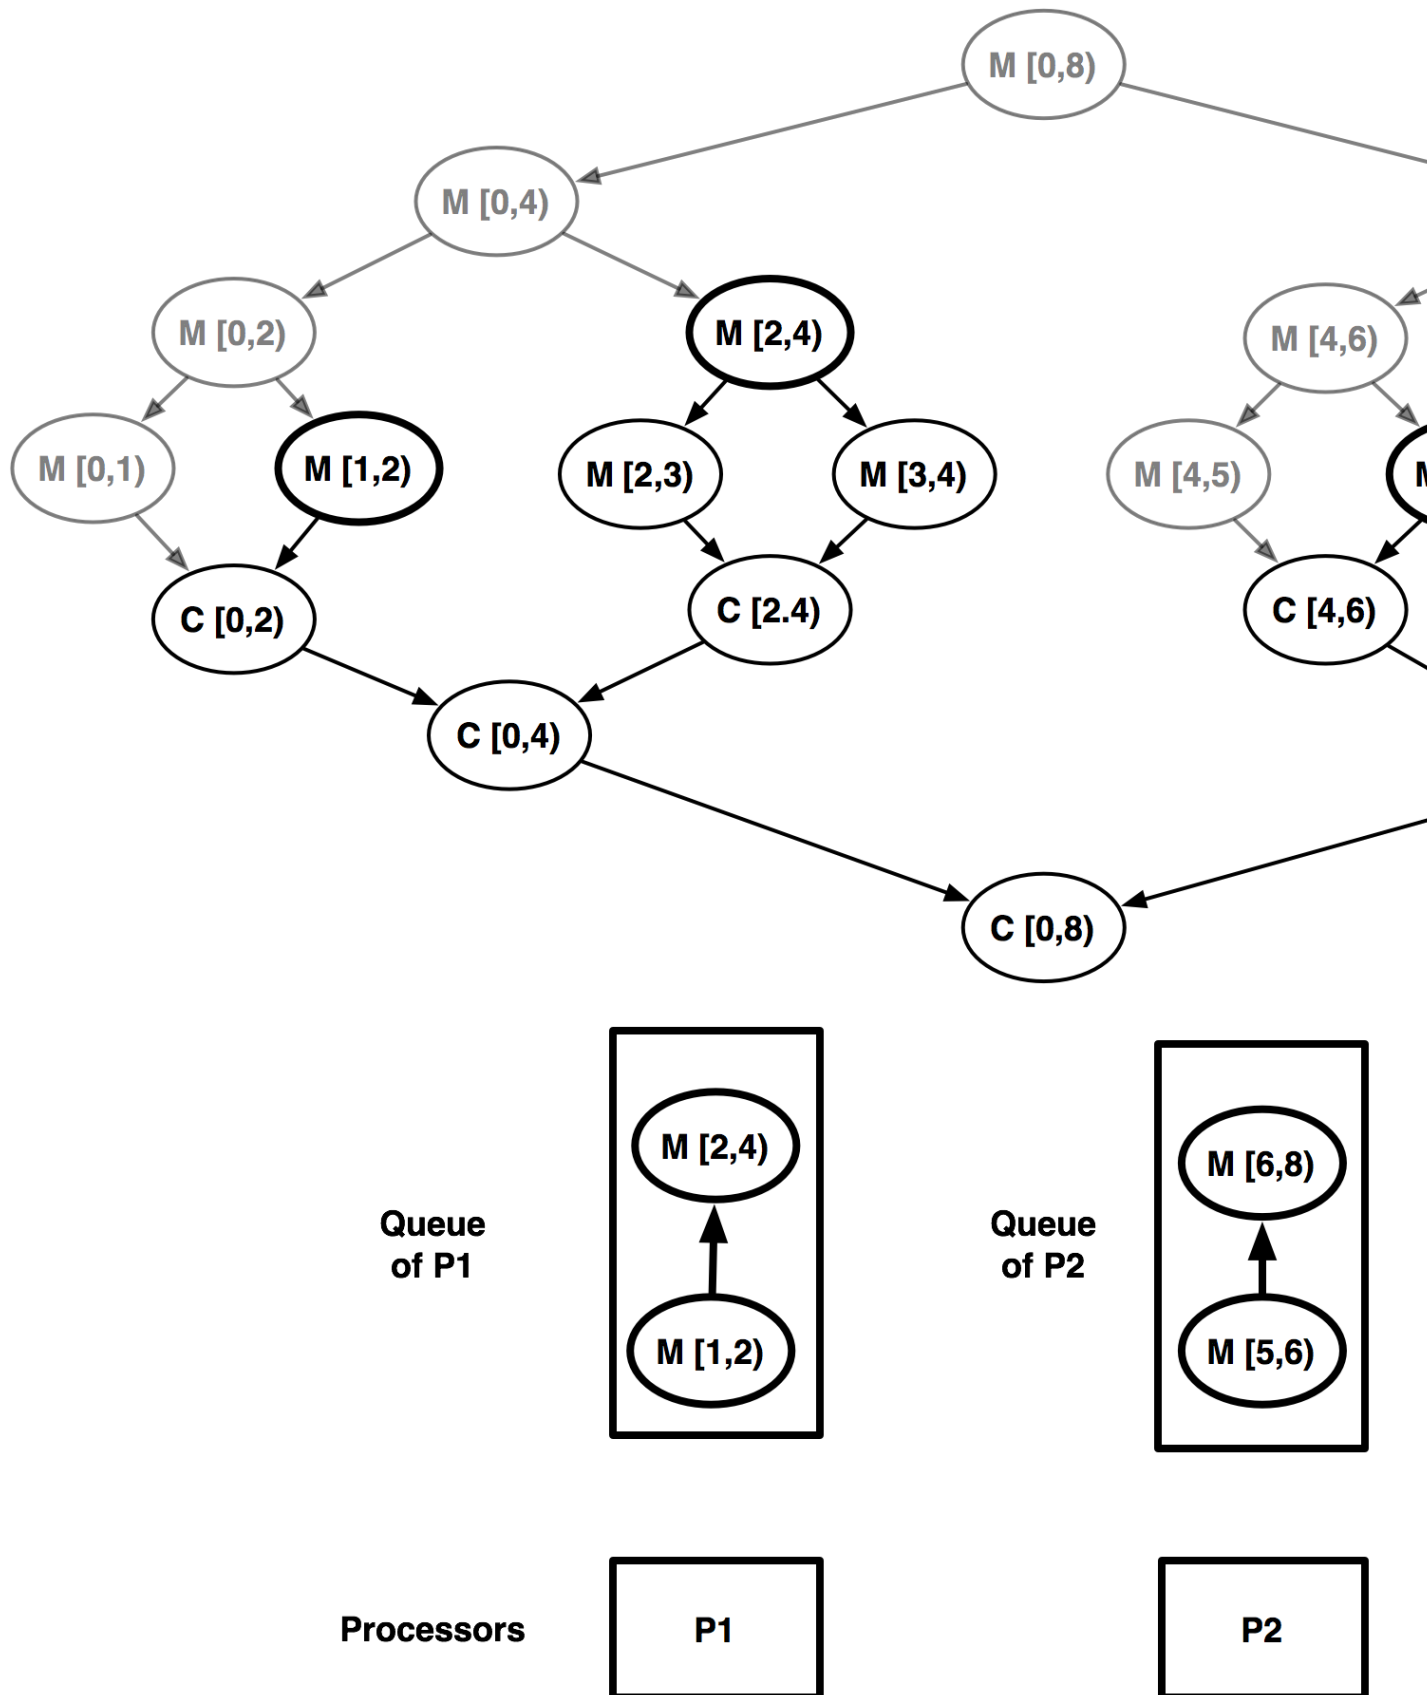 M [0,8)
M [0,4)
M [0,2)
M [2,4)
M [4,6)
M [0,1)
M [1,2)
M [2,3)
M [3,4)
M [4,5)
M
C [0,2)
C [2.4)
C [4,6)
C [0,4)
C [0,8)
M [2,4)
M [6,8)
Queue
of P1
Queue
of P2
M [1,2)
M [5,6)
Processors
P1
P2